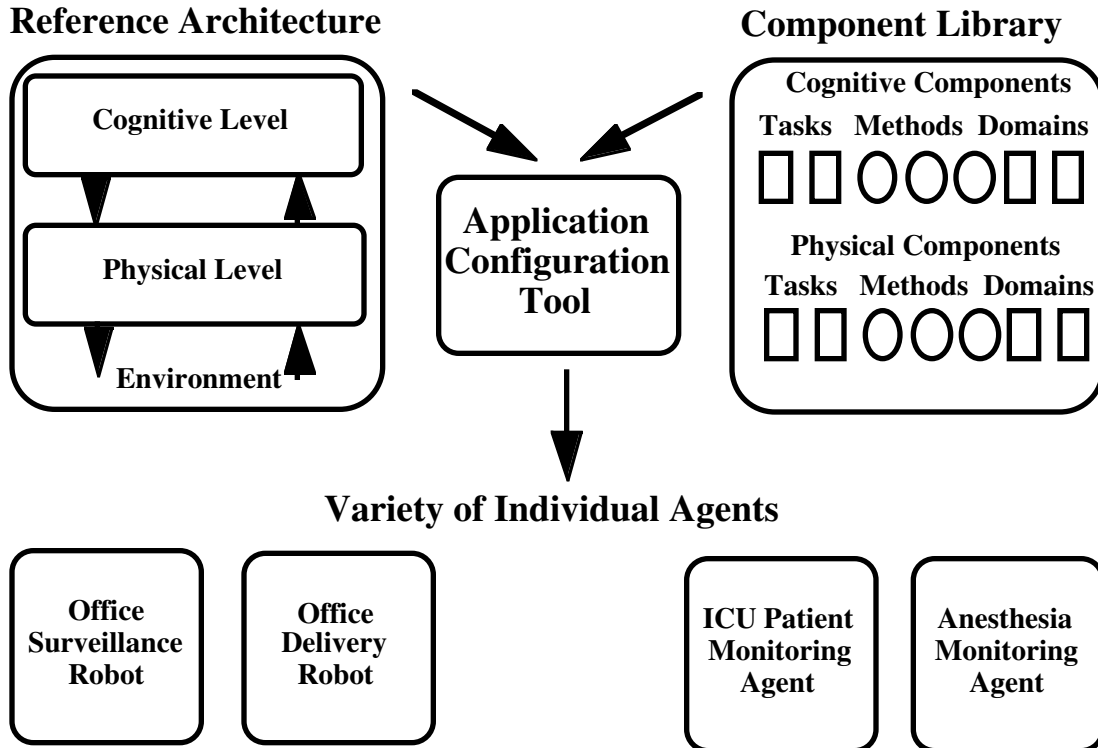 Reference Architecture
Cognitive Level
Physical Level
Environment
Component Library
Cognitive Components
Tasks Methods Domains
Physical Components
Tasks Methods Domains
Application
Configuration
Tool
Variety of Individual Agents
Office
Surveillance
Robot
Office
Delivery
Robot
ICU Patient
Monitoring
Agent
Anesthesia
Monitoring
Agent